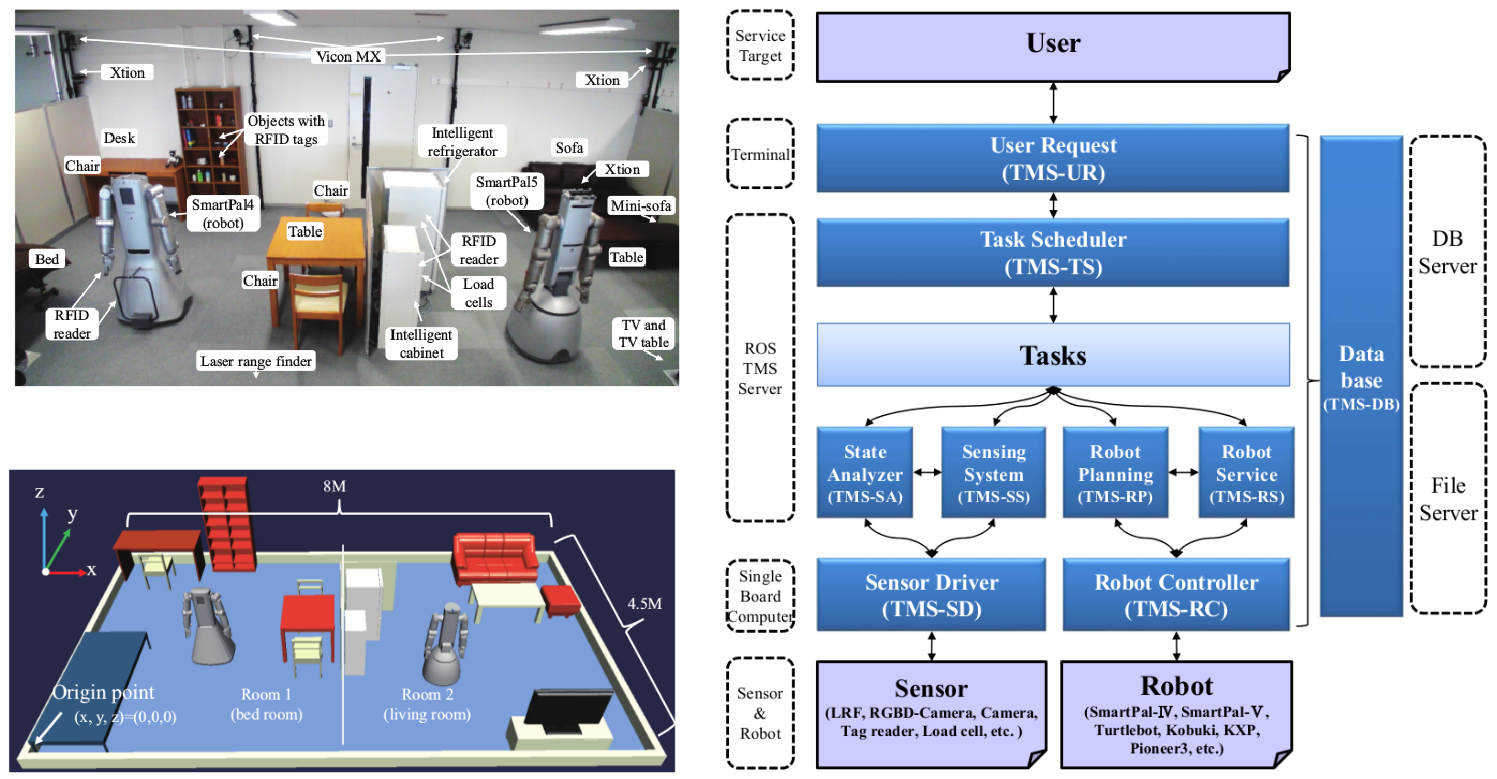 Vicon MX
Xtion
Xtion
Objects with
RFID tags
Desk
Intelligent
refrigerator
Sofa
Chair
Xtion
SmartPal5
(robot)
Chair
SmartPal4
(robot)
Mini-sofa
Table
RFID
reader
Bed
Table
Chair
Load
cells
RFID
reader
Intelligent
cabinet
TV and
TV table
Laser range finder
z
y
x
8M
4.5M
Origin point
(x, y, z)=(0,0,0)
Room 1
(bed room)
Room 2
(living room)
Service
Target
User
Terminal
User Request
(TMS-UR)
Task Scheduler
(TMS-TS)
ROS
TMS
Server
Tasks
State
Analyzer
(TMS-SA)
Sensing
System
(TMS-SS)
Robot
Planning
(TMS-RP)
Robot
Service
(TMS-RS)
Single
Board
Computer
Sensor Driver
(TMS-SD)
Robot Controller
(TMS-RC)
Sensor
&
Robot
Sensor
(LRF, RGBD-Camera, Camera,
Tag reader, Load cell, etc. )
Robot
(SmartPal-Ⅳ, SmartPal-Ⅴ,
Turtlebot, Kobuki, KXP,
Pioneer3, etc.)
Data
base
(TMS-DB)
DB
Server
File
Server